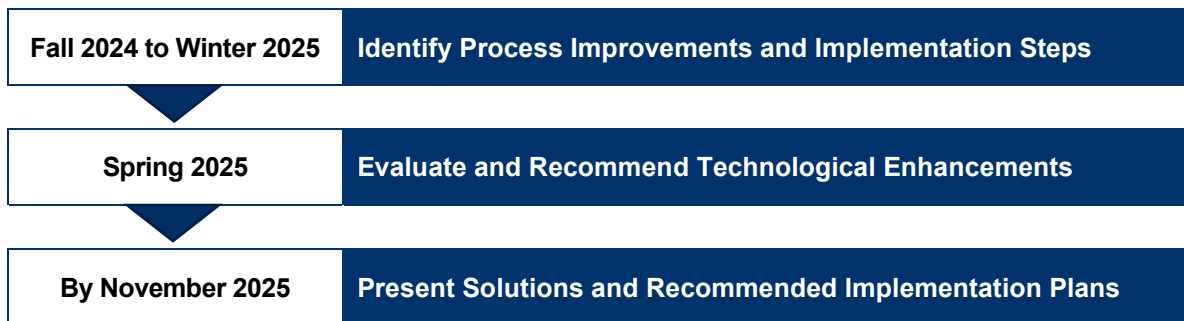 Fall 2024 to Winter 2025 Identify Process Improvements and Implementation Steps
Spring 2025 Evaluate and Recommend Technological Enhancements
By November 2025 Present Solutions and Recommended Implementation Plans